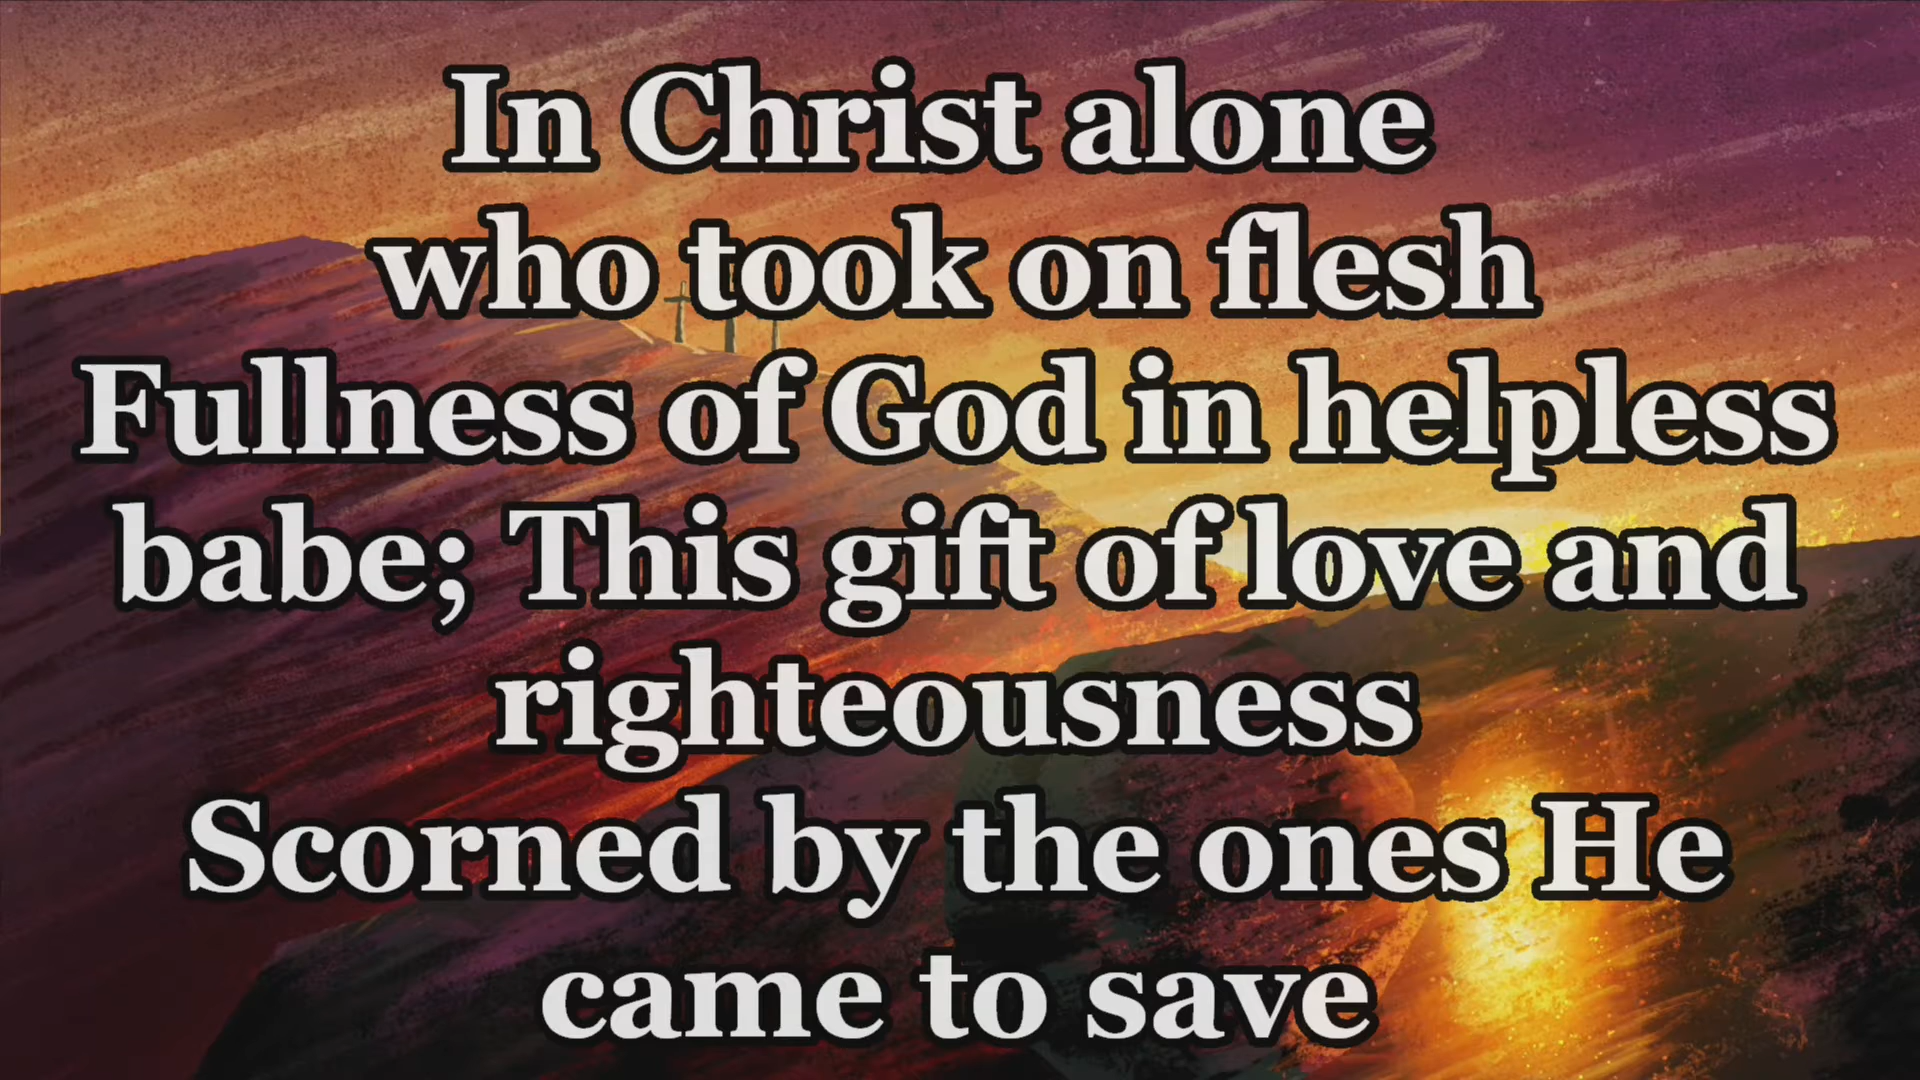 In Christ alone
who took on flesh
Fullness of God in helpless
babe; This gift of love and
righteousness
Scorned by the ones He
came to save